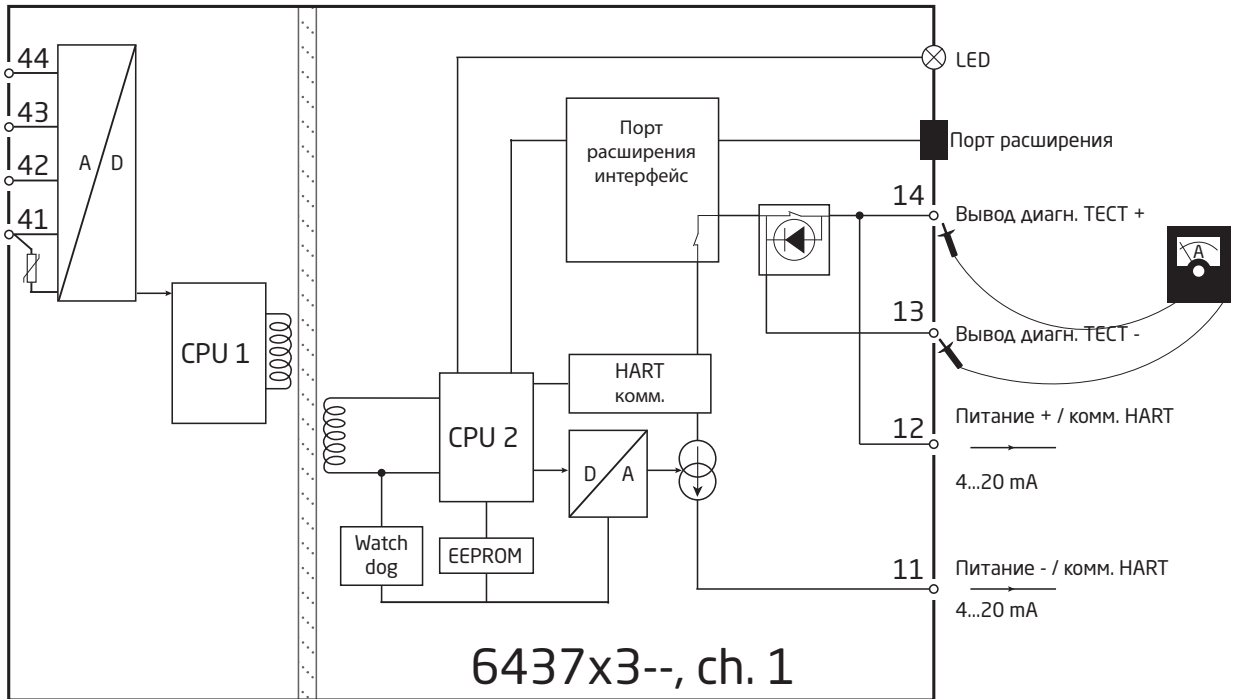 44
43
42
41
A / D
CPU 1
LED
Порт
расширения
интерфейс
Порт расширения
14
Вывод диагн. ТЕСТ +
A
13
Вывод диагн. ТЕСТ -
HART
комм.
CPU 2
12
Питание + / комм. HART
4...20 mA
D / A
Watch
dog
EEPROM
11
Питание - / комм. HART
4...20 mA
6437x3--, ch. 1